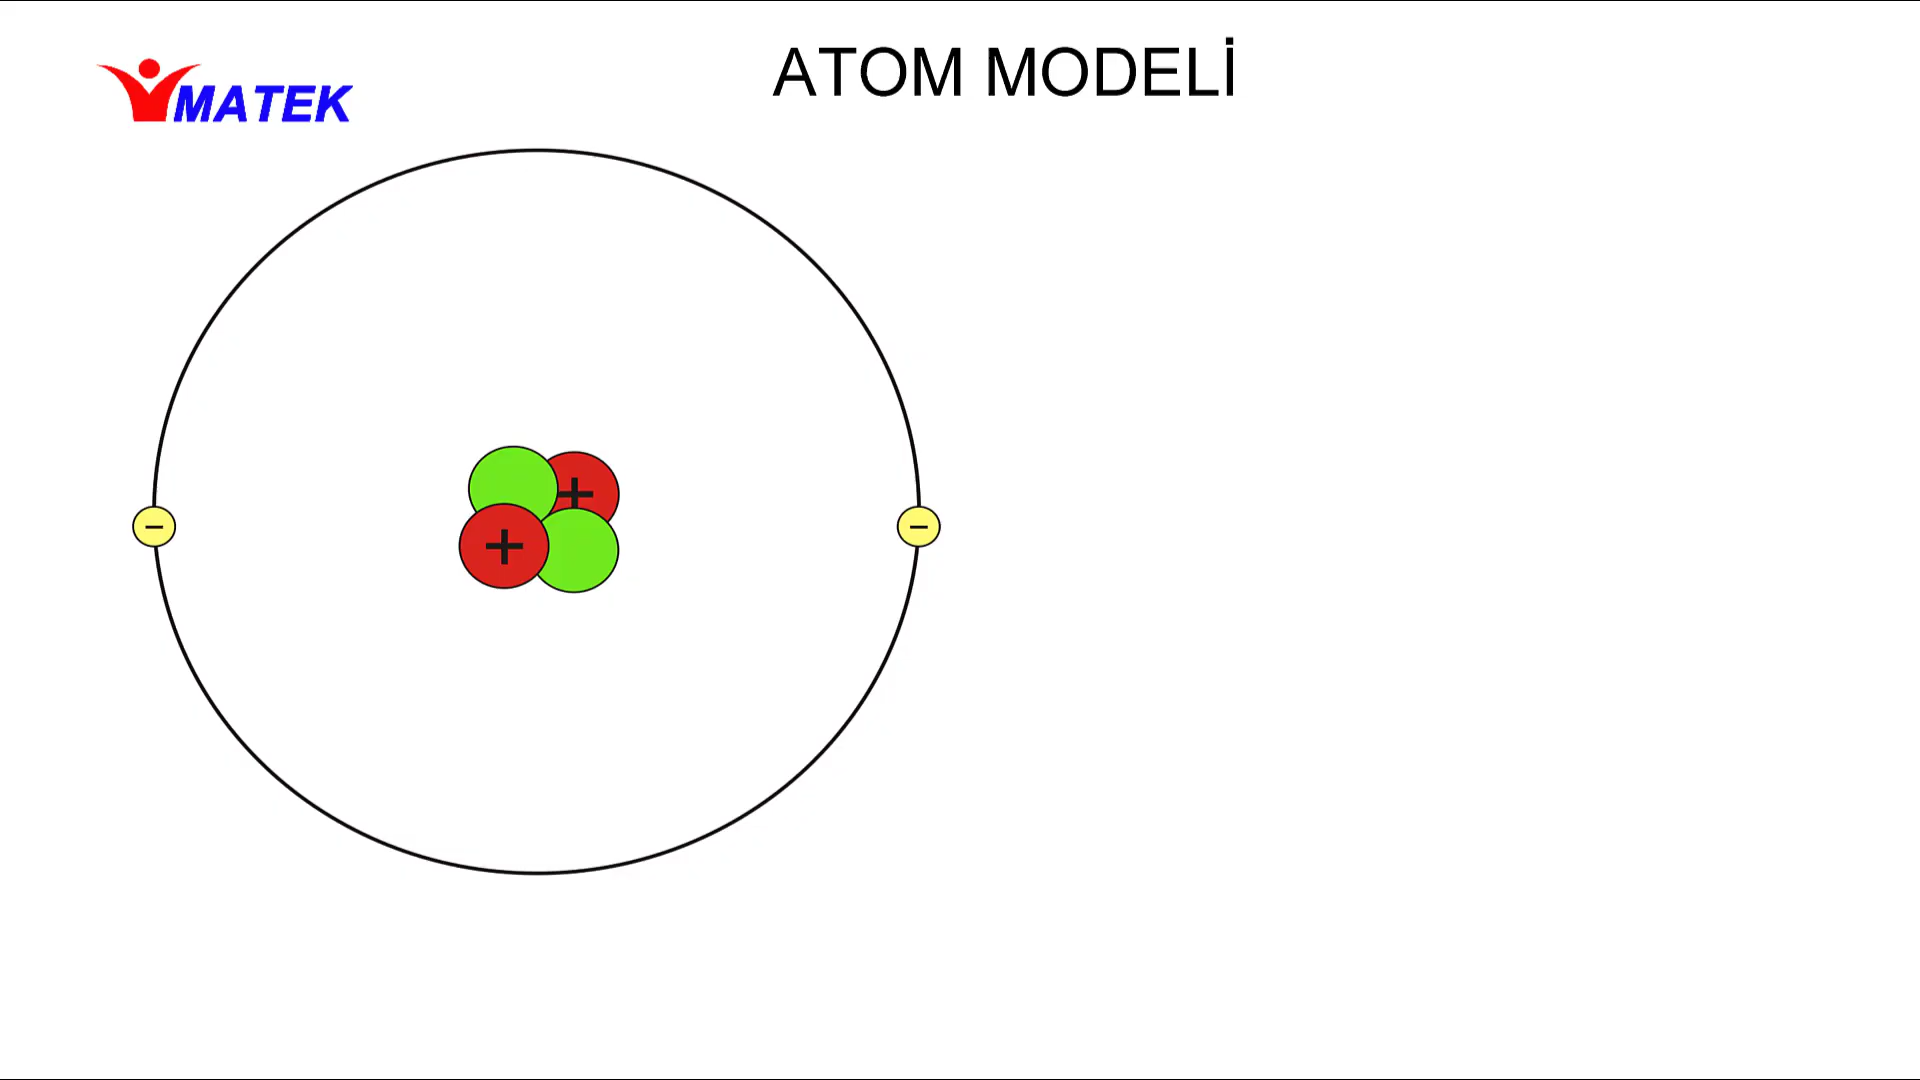 ATOM MODELİ
MATEK
+
+
−
−